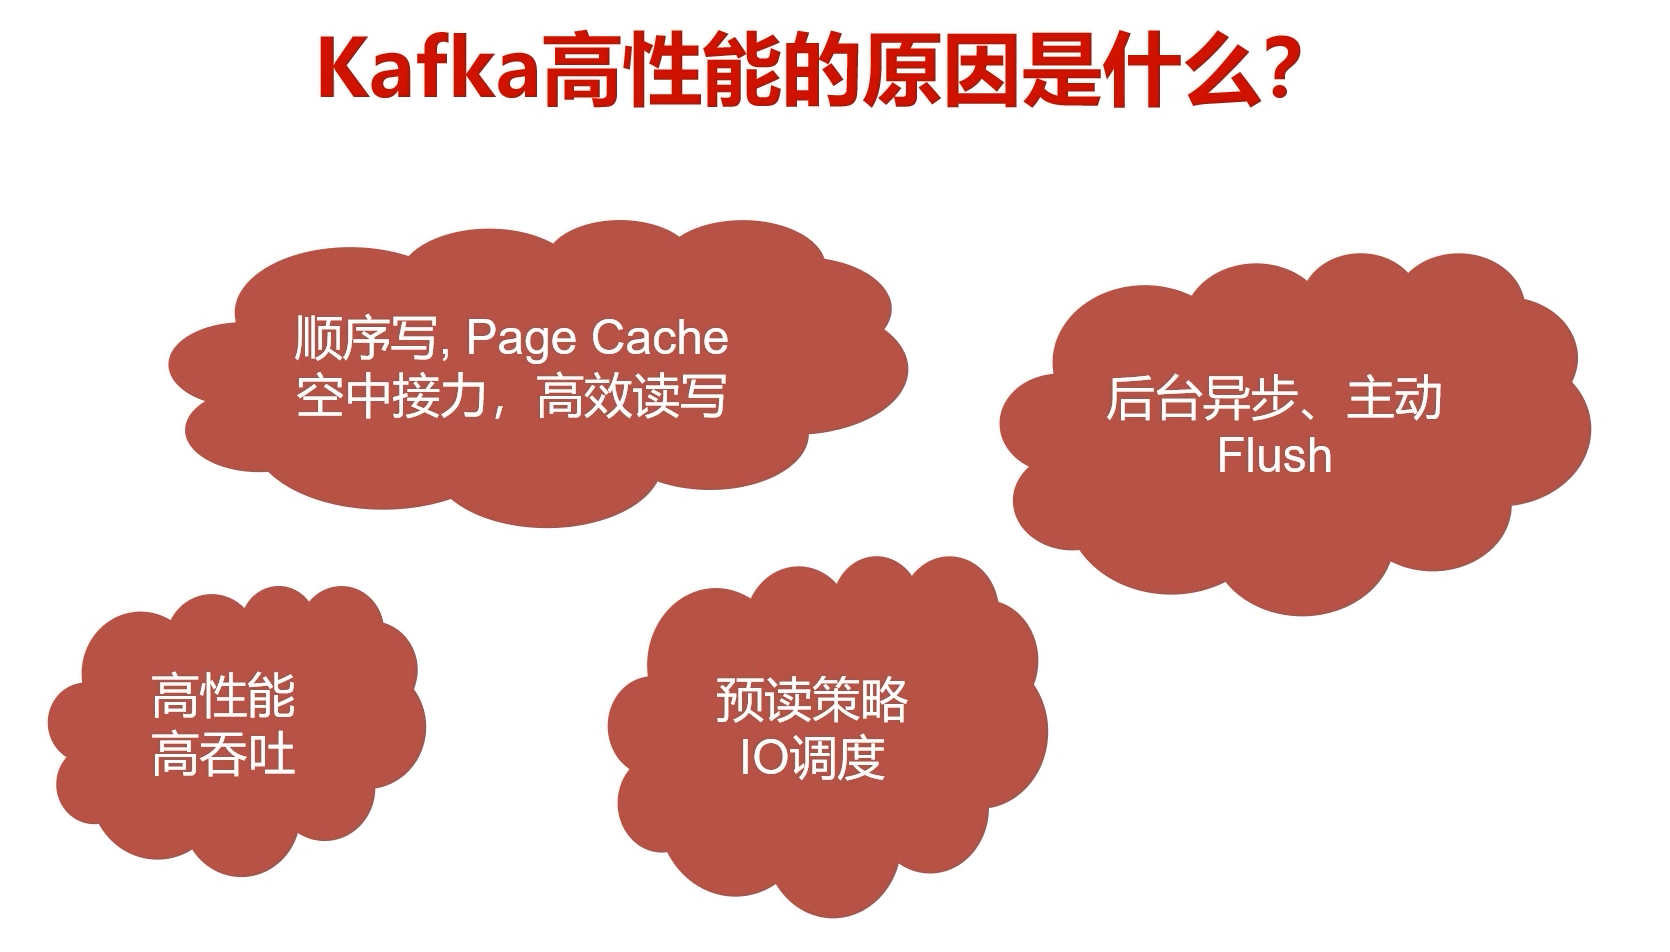 Kafka高性能的原因是什么?
顺序写, Page Cache
空中接力，高效读写
后台异步、主动
Flush
高性能
高吞吐
预读策略
IO调度